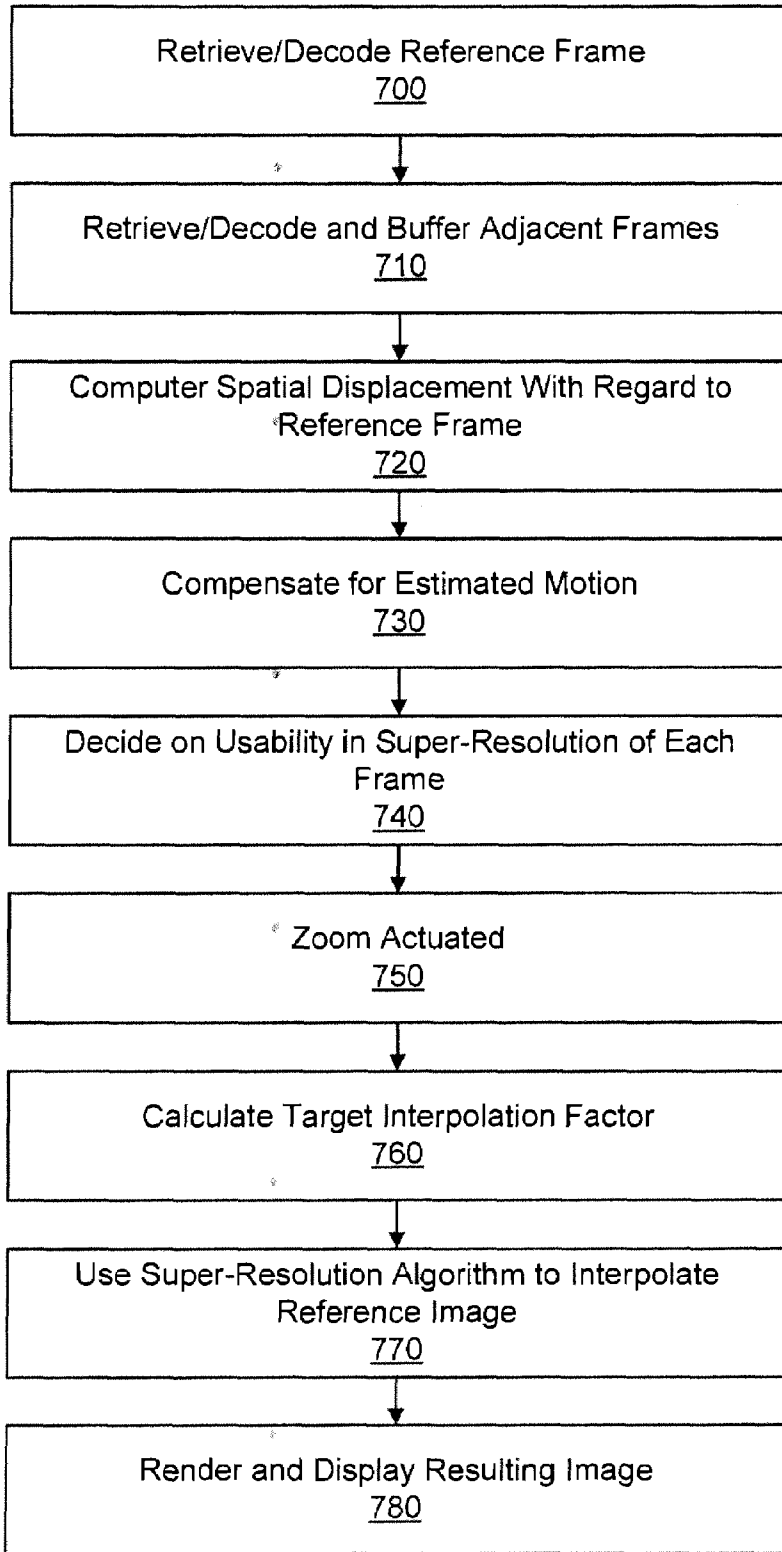 Retrieve/Decode Reference Frame
700
Retrieve/Decode and Buffer Adjacent Frames
710
Computer Spatial Displacement With Regard to
Reference Frame
720
Compensate for Estimated Motion
730
Decide on Usability in Super-Resolution of Each
Frame
740
Zoom Actuated
750
Calculate Target Interpolation Factor
760
Use Super-Resolution Algorithm to Interpolate
Reference Image
770
Render and Display Resulting Image
780